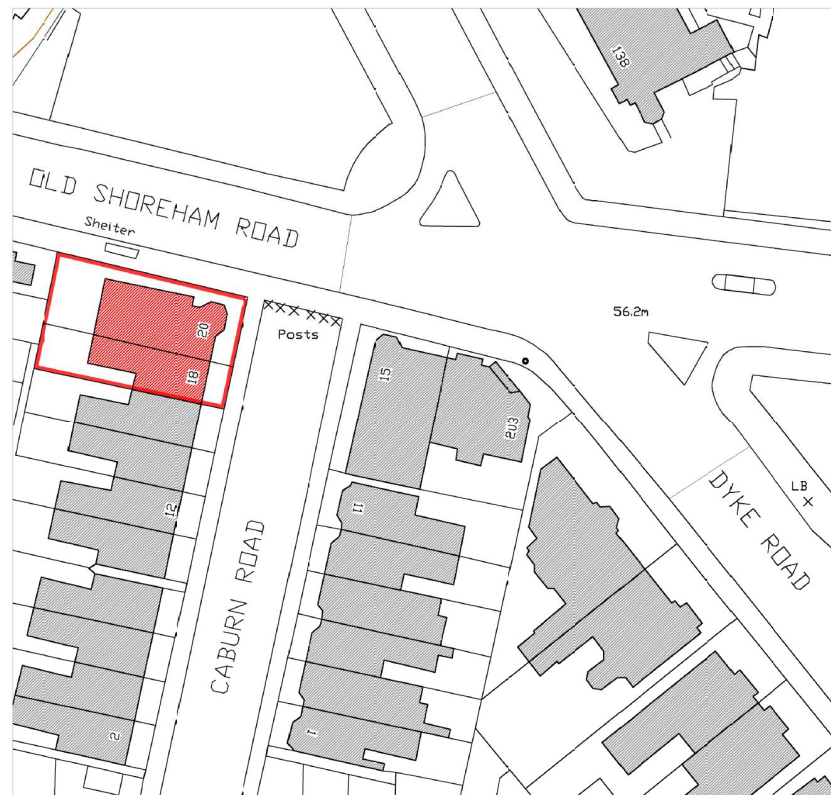 138
OLD SHOREHAM ROAD
Shelter
56.2m
20
Posts
18
15
203
LB
DYKE ROAD
12
11
CABURN ROAD
2
1